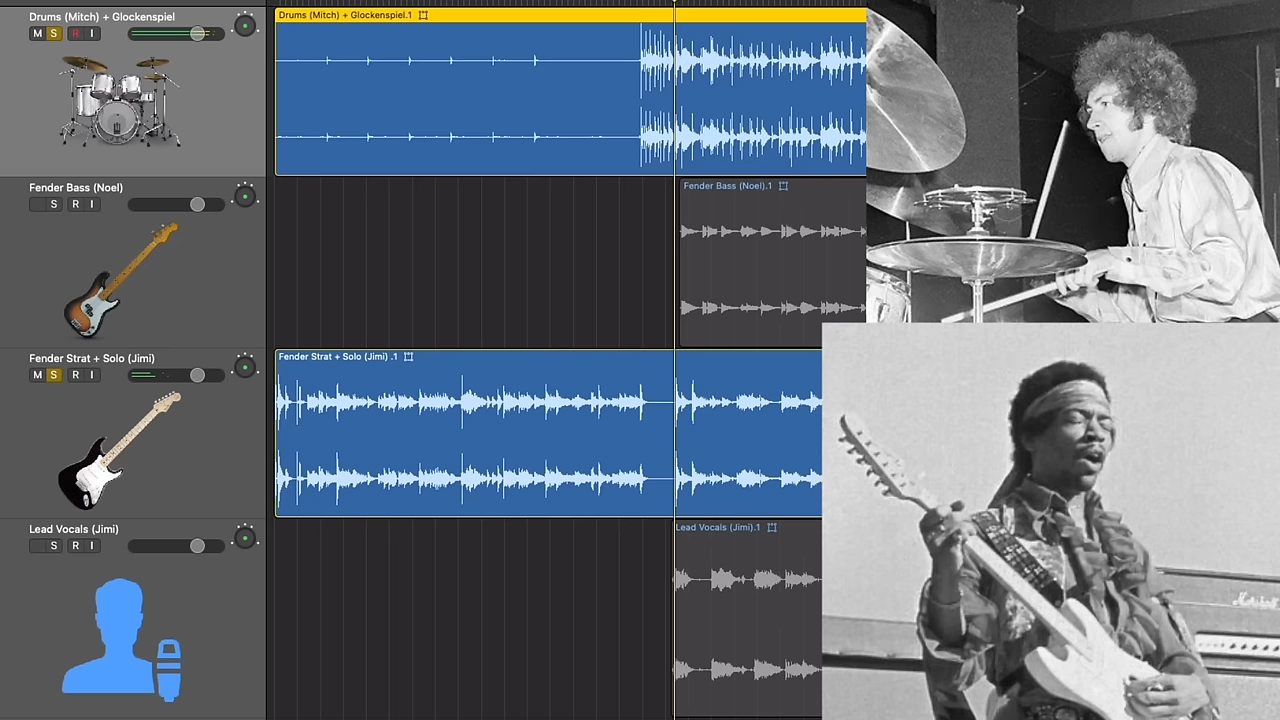 Drums (Mitch) + Glockenspiel
M S R I
Drums (Mitch) + Glockenspiel.1
Fender Bass (Noel)
S R I
Fender Bass (Noel).1
Fender Strat + Solo (Jimi)
M S R I
Fender Strat + Solo (Jimi) .1
Lead Vocals (Jimi)
S R I
Lead Vocals (Jimi).1